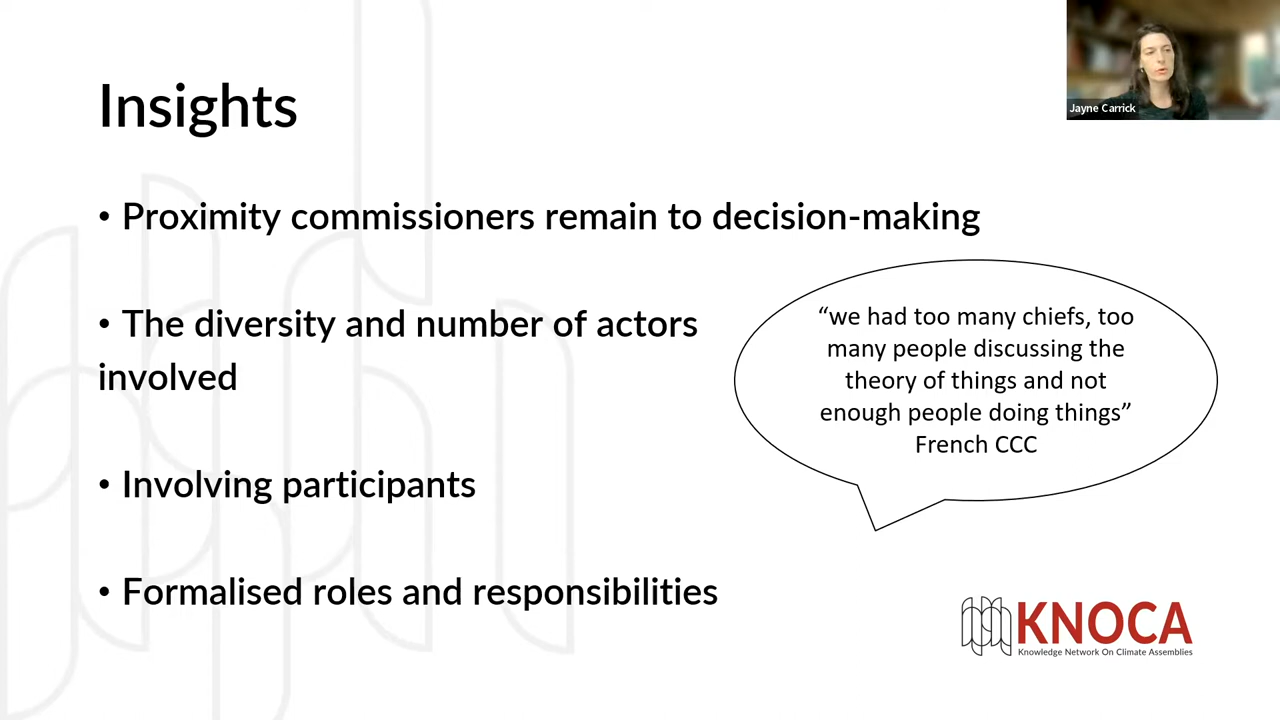 Jayne Carrick
Insights
• Proximity commissioners remain to decision-making
• The diversity and number of actors
involved
“we had too many chiefs, too
many people discussing the
theory of things and not
enough people doing things”
French CCC
• Involving participants
• Formalised roles and responsibilities
KNOCA
Knowledge Network On Climate Assemblies